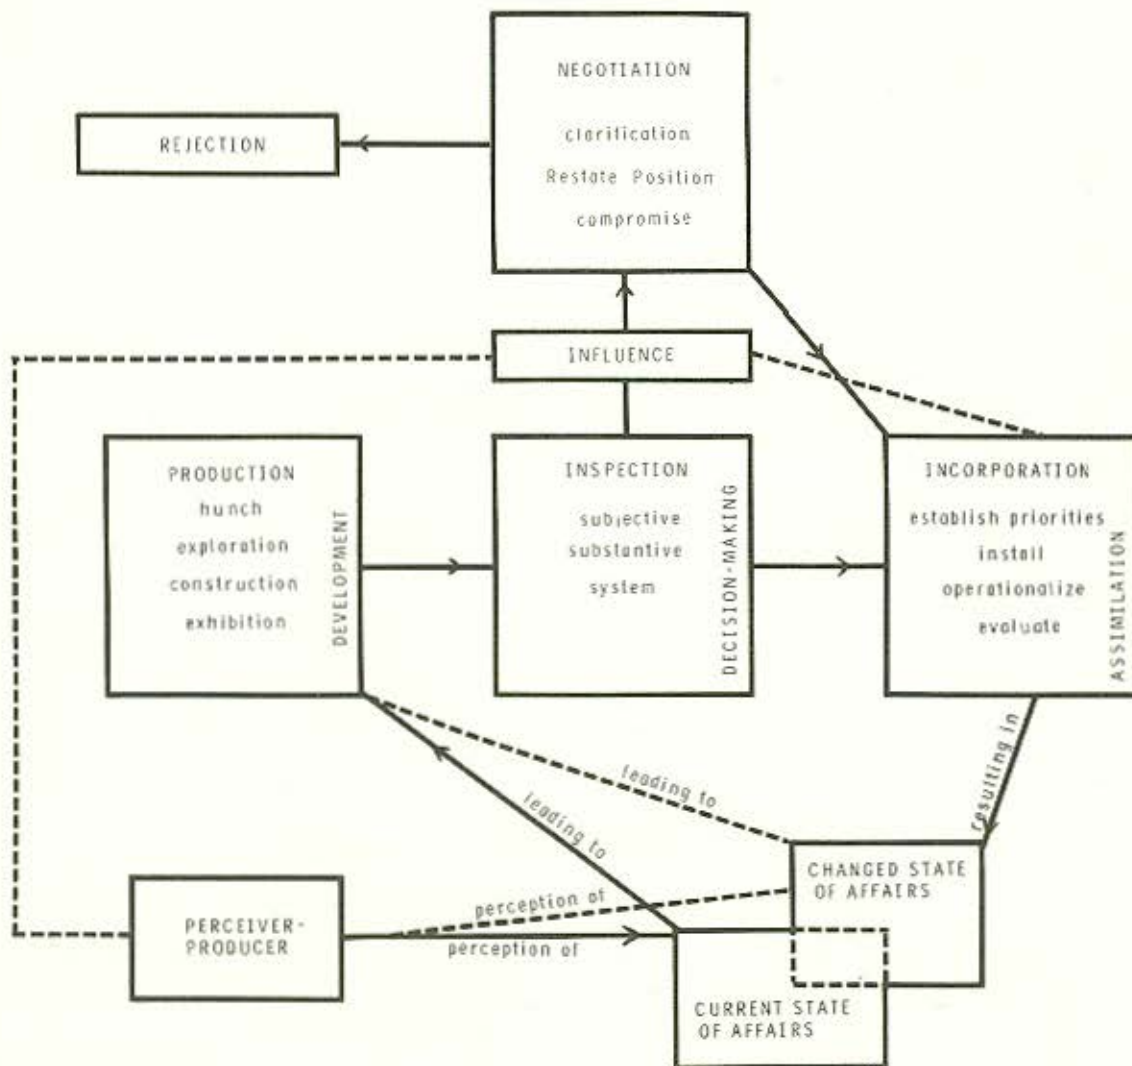 NEGOTIATION
clarification
Restate Position
compromise
REJECTION
INFLUENCE
PRODUCTION
hunch
exploration
construction
exhibition
DEVELOPMENT
INSPECTION
subjective
substantive
system
DECISION-MAKING
INCORPORATION
establish priorities
install
operationalize
evaluate
ASSIMILATION
resulting in
leading to
leading to
CHANGED STATE
OF AFFAIRS
perception of
perception of
PERCEIVER-
PRODUCER
CURRENT STATE
OF AFFAIRS